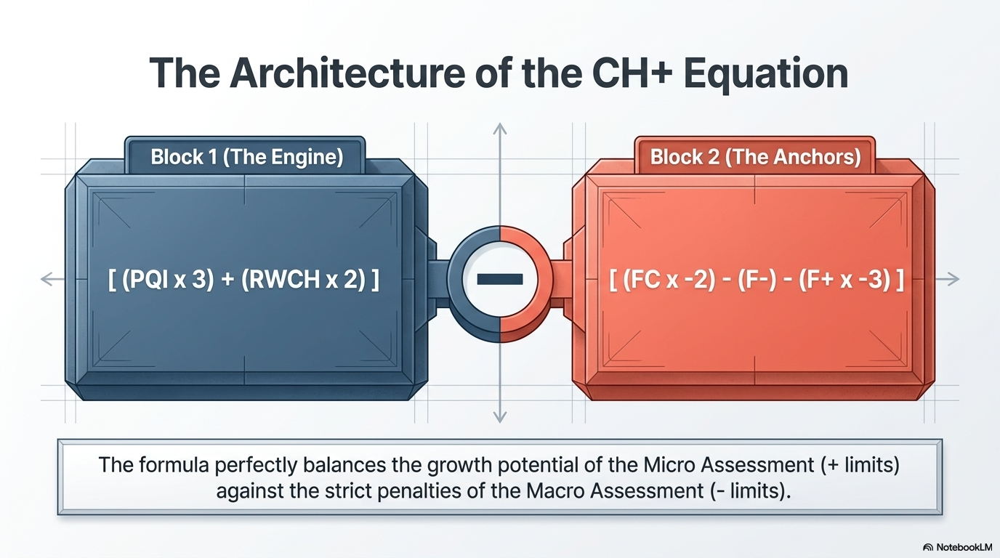 The Architecture of the CH+ Equation
Block 1 (The Engine)
[ (PQI x 3) + (RWCH x 2) ]
Block 2 (The Anchors)
[ (FC x -2) - (F-) - (F+ x -3) ]
The formula perfectly balances the growth potential of the Micro Assessment (+ limits)
against the strict penalties of the Macro Assessment (- limits).
NotebookLM